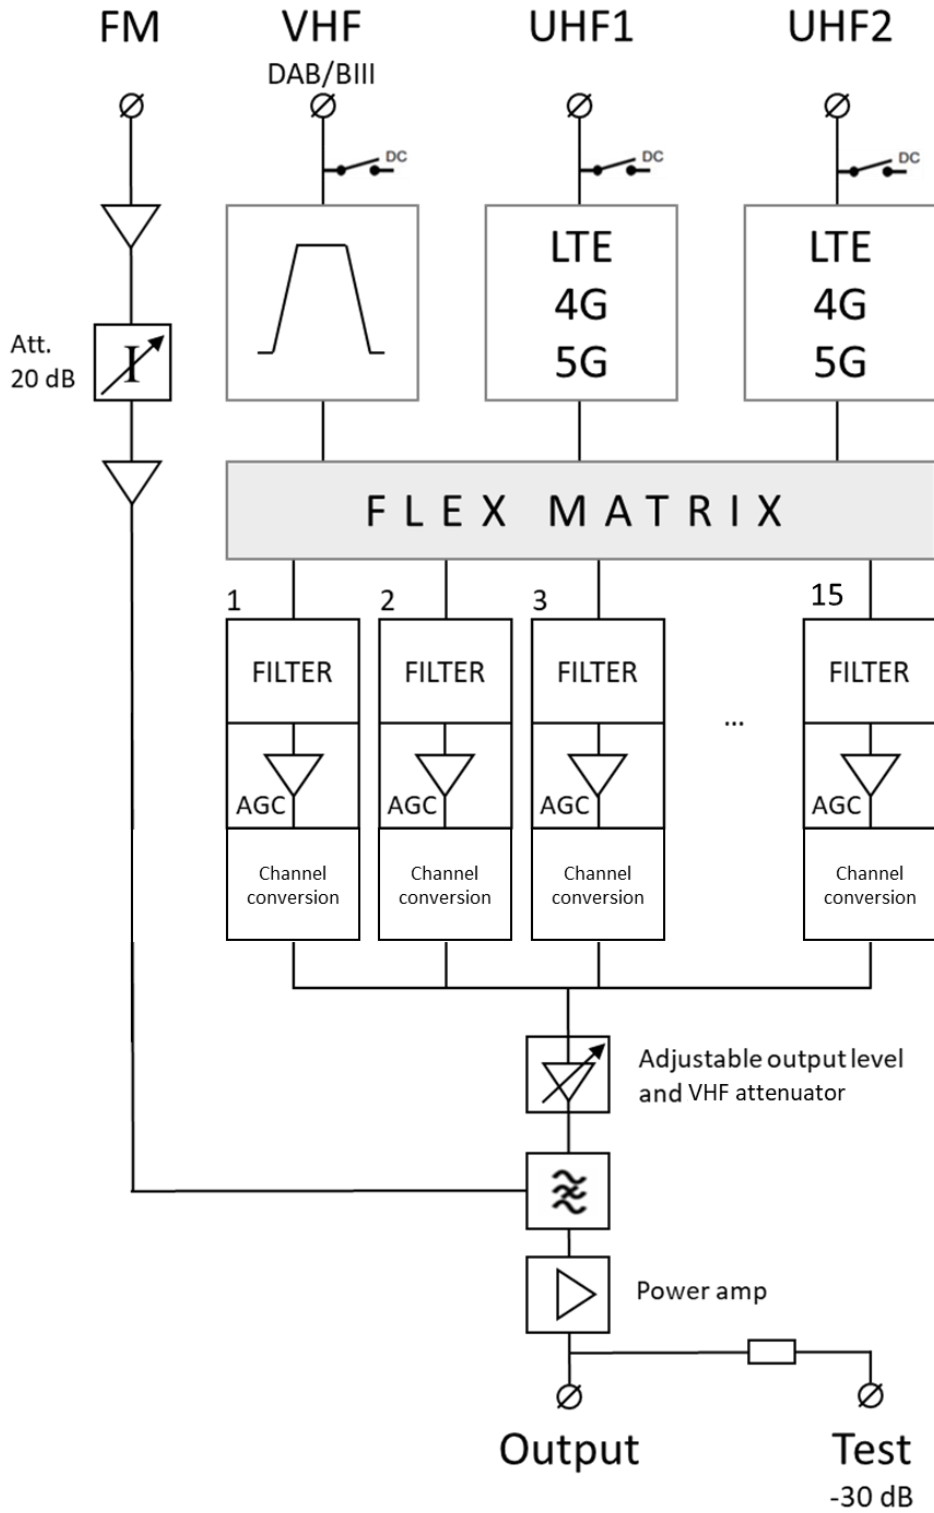 FM VHF UHF1 UHF2
DAB/BIII
DC DC DC
LTE LTE
4G 4G
5G 5G
Att.
20 dB
I
FLEX MATRIX
1 2 3 15
FILTER FILTER FILTER FILTER
...
AGC AGC AGC AGC
Channel Channel Channel Channel
conversion conversion conversion conversion
Adjustable output level
and VHF attenuator
Power amp
Output Test
-30 dB